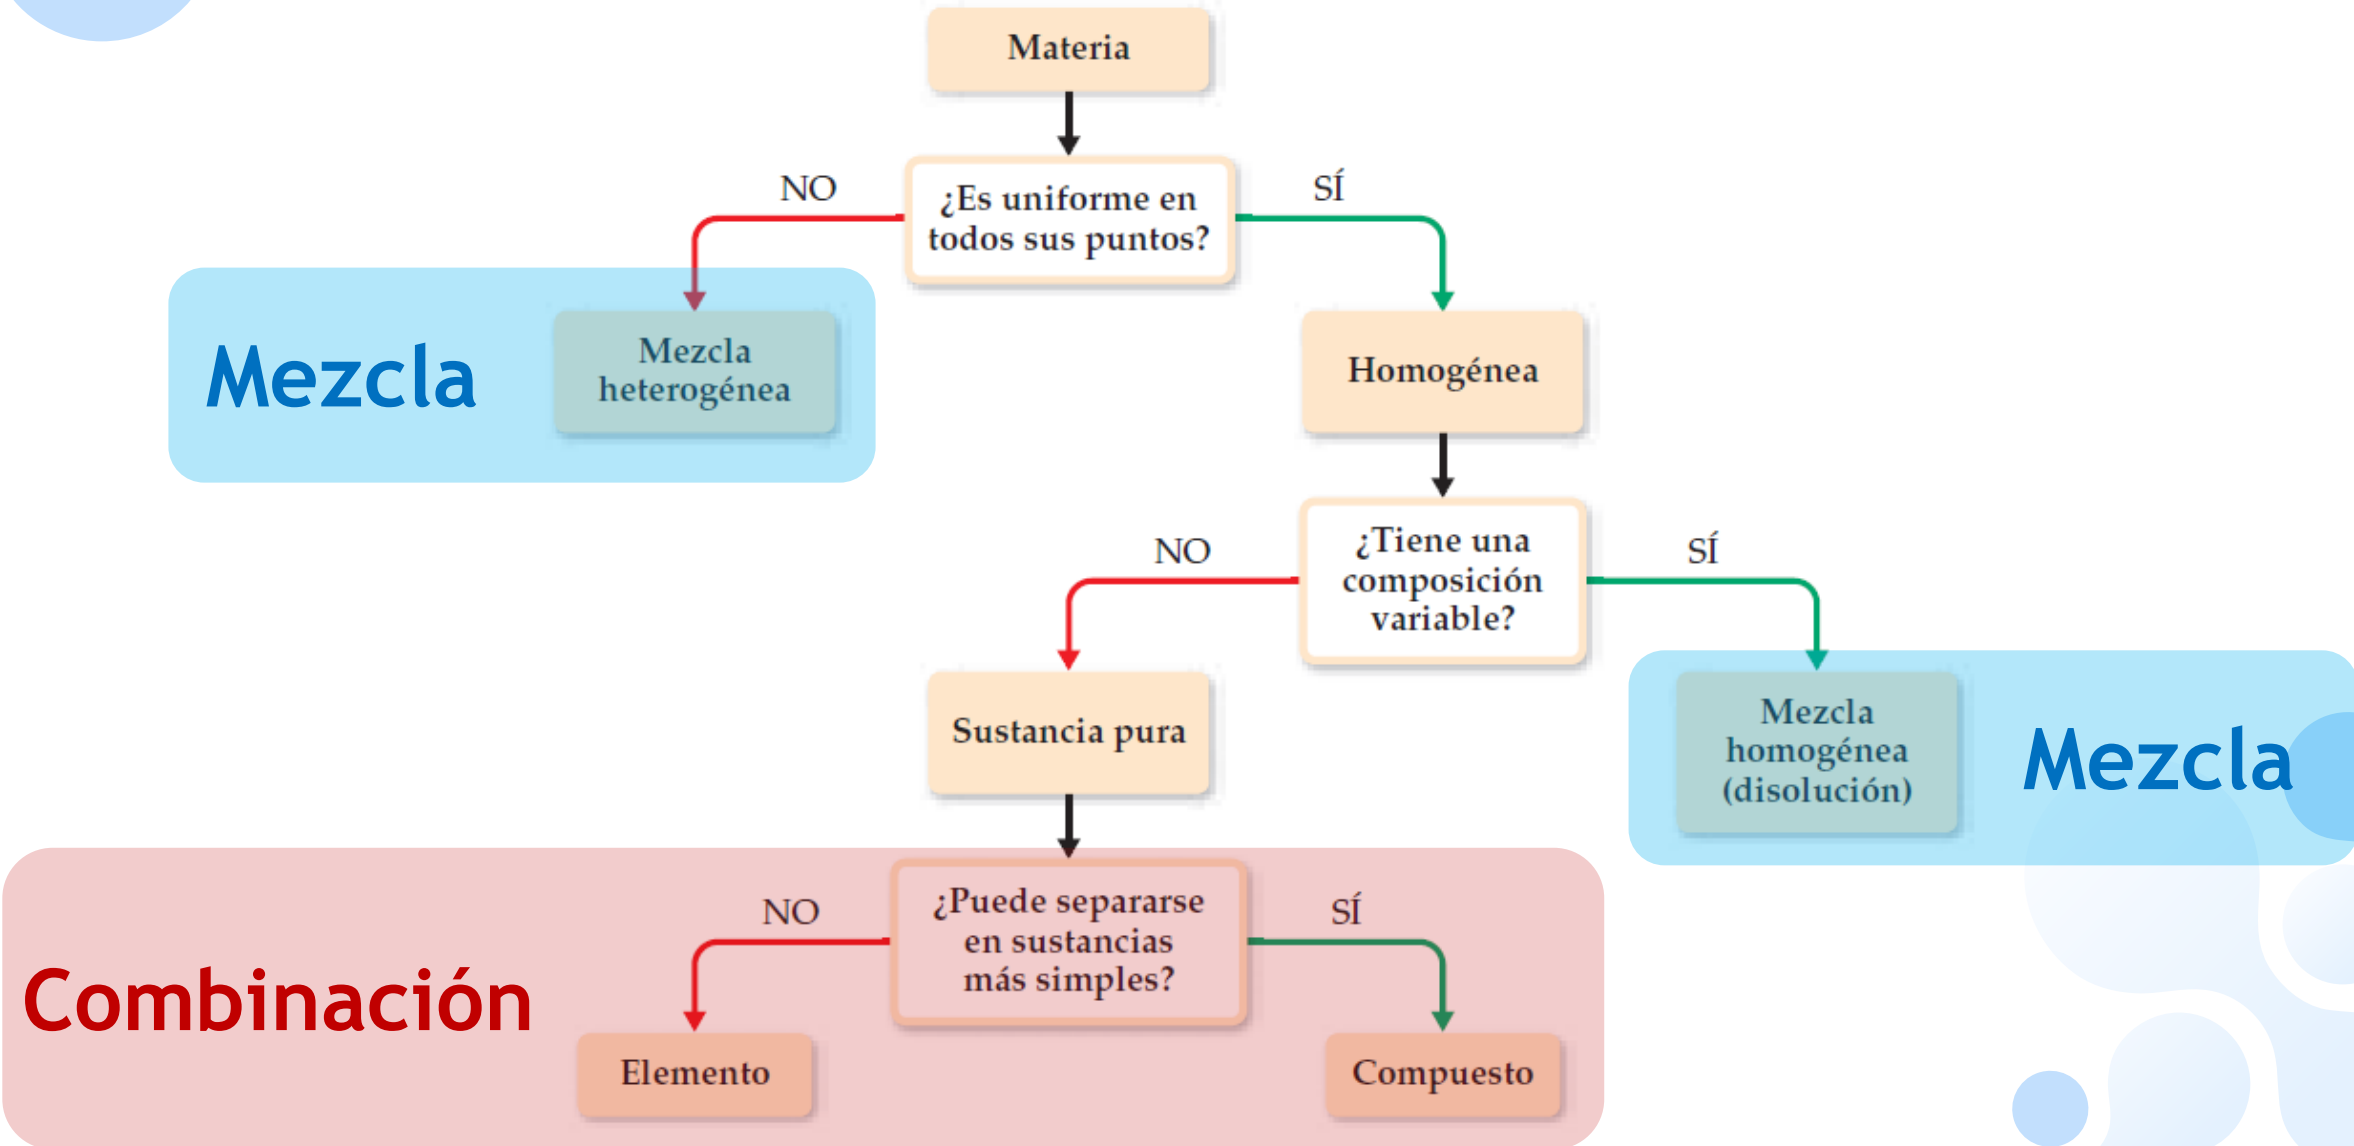 Materia
NO
SÍ
¿Es uniforme en
todos sus puntos?
Mezcla
Mezcla
heterogénea
Homogénea
NO
SÍ
¿Tiene una
composición
variable?
Sustancia pura
Mezcla
homogénea
(disolución)
Mezcla
NO
SÍ
¿Puede separarse
en sustancias
más simples?
Combinación
Elemento
Compuesto